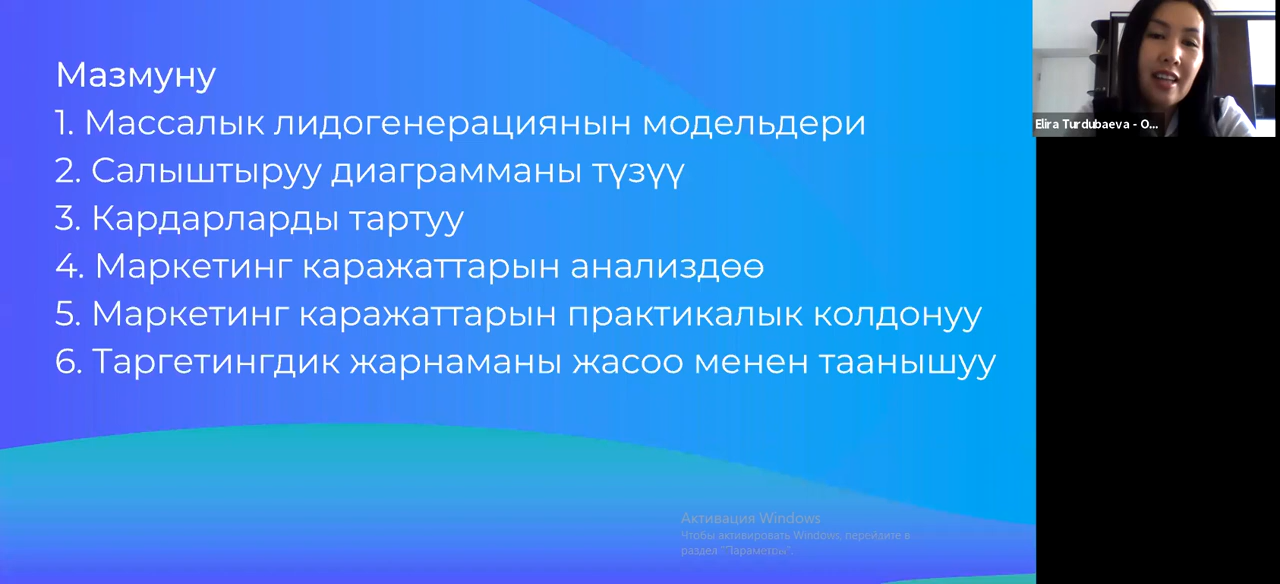 Мазмуну
1. Массалык лидогенерациянын модельдери
2. Салыштыруу диаграмманы түзүү
3. Кардарларды тартуу
4. Маркетинг каражаттарын анализдөө
5. Маркетинг каражаттарын практикалык колдонуу
6. Таргетингдик жарнаманы жасоо менен таанышуу
Elira Turdubaeva - O...
Активация Windows
Чтобы активировать Windows, перейдите в
раздел "Параметры".